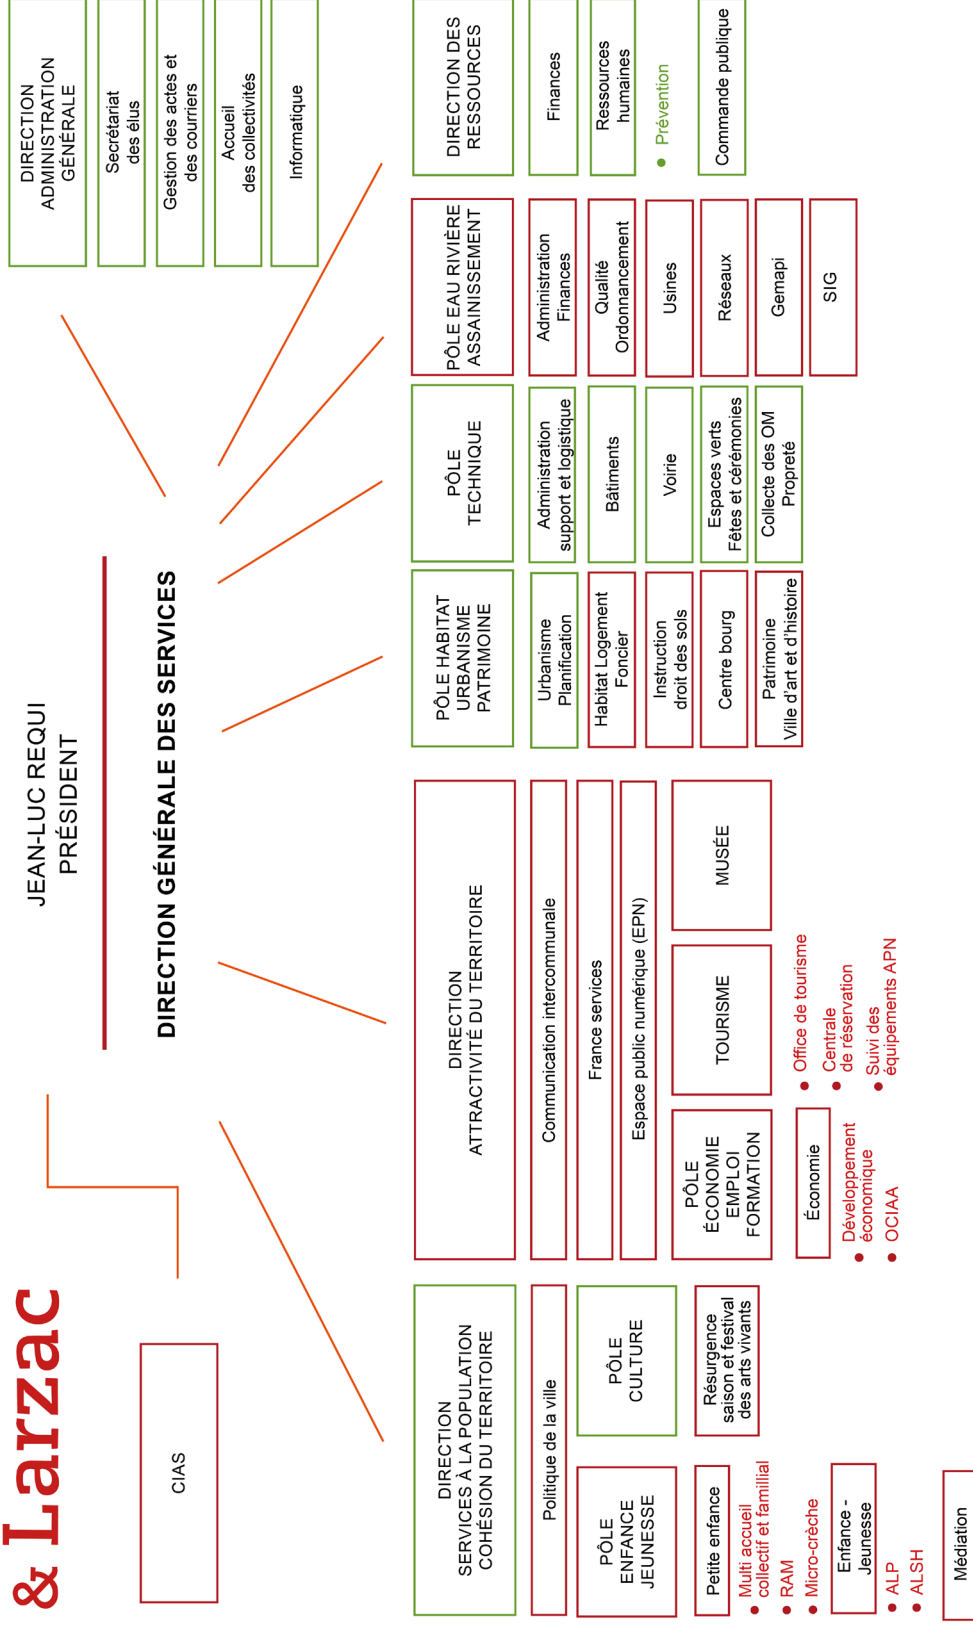 & Larzac
JEAN-LUC REQUI
PRÉSIDENT
DIRECTION GÉNÉRALE DES SERVICES
CIAS
DIRECTION
ADMINISTRATION
GÉNÉRALE
Secrétariat
des élus
Gestion des actes et
des courriers
Accueil
des collectivités
Informatique
DIRECTION
SERVICES À LA POPULATION
COHÉSION DU TERRITOIRE
Politique de la ville
PÔLE
ENFANCE
JEUNESSE
Petite enfance
• Multi accueil
collectif et famillial
• RAM
• Micro-crèche
Enfance -
Jeunesse
• ALP
• ALSH
Médiation
PÔLE
CULTURE
Résurgence
saison et festival
des arts vivants
DIRECTION
ATTRACTIVITÉ DU TERRITOIRE
Communication intercommunale
France services
Espace public numérique (EPN)
PÔLE
ÉCONOMIE
EMPLOI
FORMATION
Économie
• Développement
économique
• OCIAA
TOURISME
• Office de tourisme
• Centrale
de réservation
• Suivi des
équipements APN
MUSÉE
PÔLE HABITAT
URBANISME
PATRIMOINE
Urbanisme
Planification
Habitat Logement
Foncier
Instruction
droit des sols
Centre bourg
Patrimoine
Ville d'art et d'histoire
PÔLE
TECHNIQUE
Administration
support et logistique
Bâtiments
Voirie
Espaces verts
Fêtes et cérémonies
Collecte des OM
Propreté
PÔLE EAU RIVIÈRE
ASSAINISSEMENT
Administration
Finances
Qualité
Ordonnancement
Usines
Réseaux
Gemapi
SIG
DIRECTION DES
RESSOURCES
Finances
Ressources
humaines
• Prévention
Commande publique